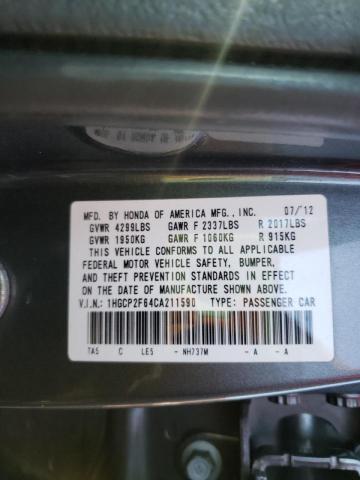 MFD. BY HONDA OF AMERICA MFG., INC. 07/12
GVWR 4299LBS GAWR F 2337LBS R 2017LBS
GVWR 1950KG GAWR F 1060KG R 915KG
THIS VEHICLE CONFORMS TO ALL APPLICABLE
FEDERAL MOTOR VEHICLE SAFETY, BUMPER,
AND THEFT PREVENTION STANDARDS IN EFFECT
ON THE DATE OF MANUFACTURE SHOWN ABOVE.
V.I.N: 1HGCP2F64CA211590 TYPE: PASSENGER CAR
TA5 C LE5 - NH737M - A - A